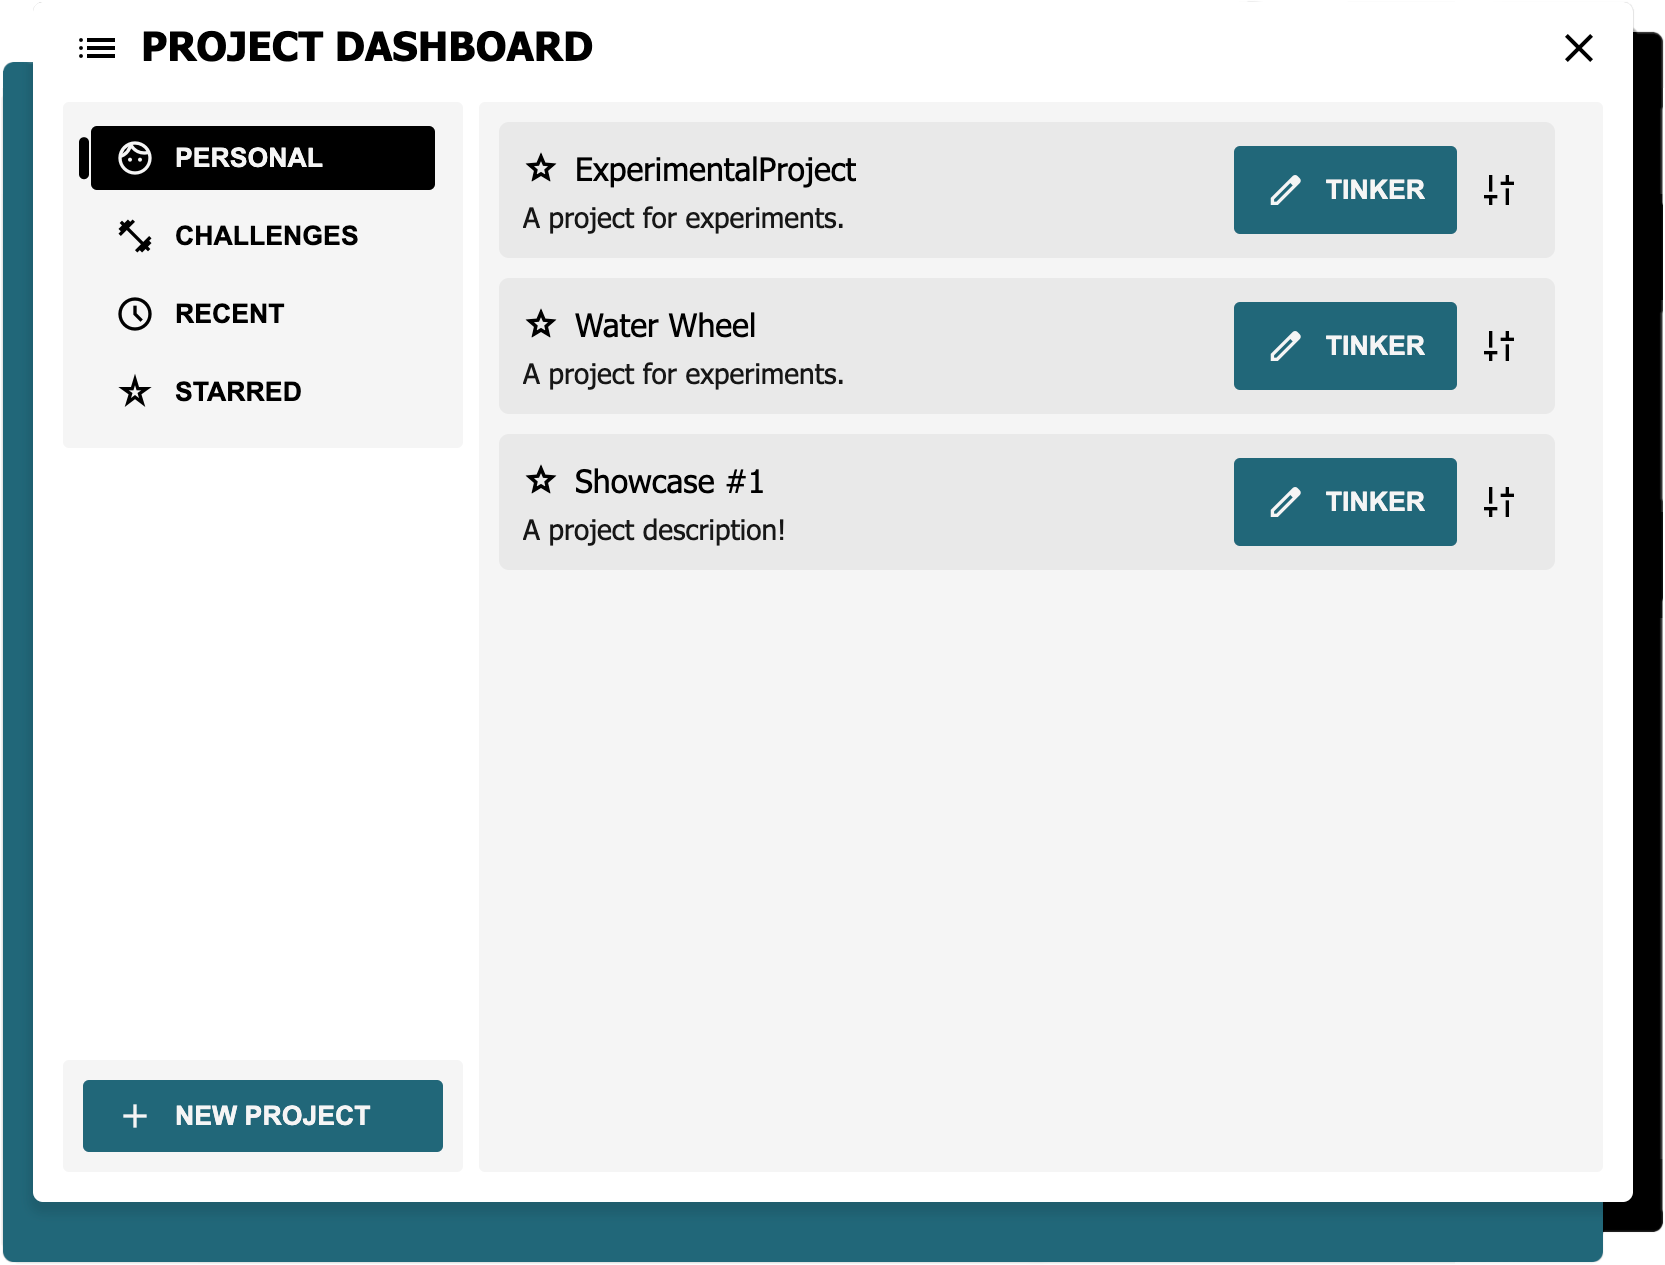 PROJECT DASHBOARD
PERSONAL
CHALLENGES
RECENT
STARRED
NEW PROJECT
ExperimentalProject
A project for experiments.
TINKER
Water Wheel
A project for experiments.
TINKER
Showcase #1
A project description!
TINKER